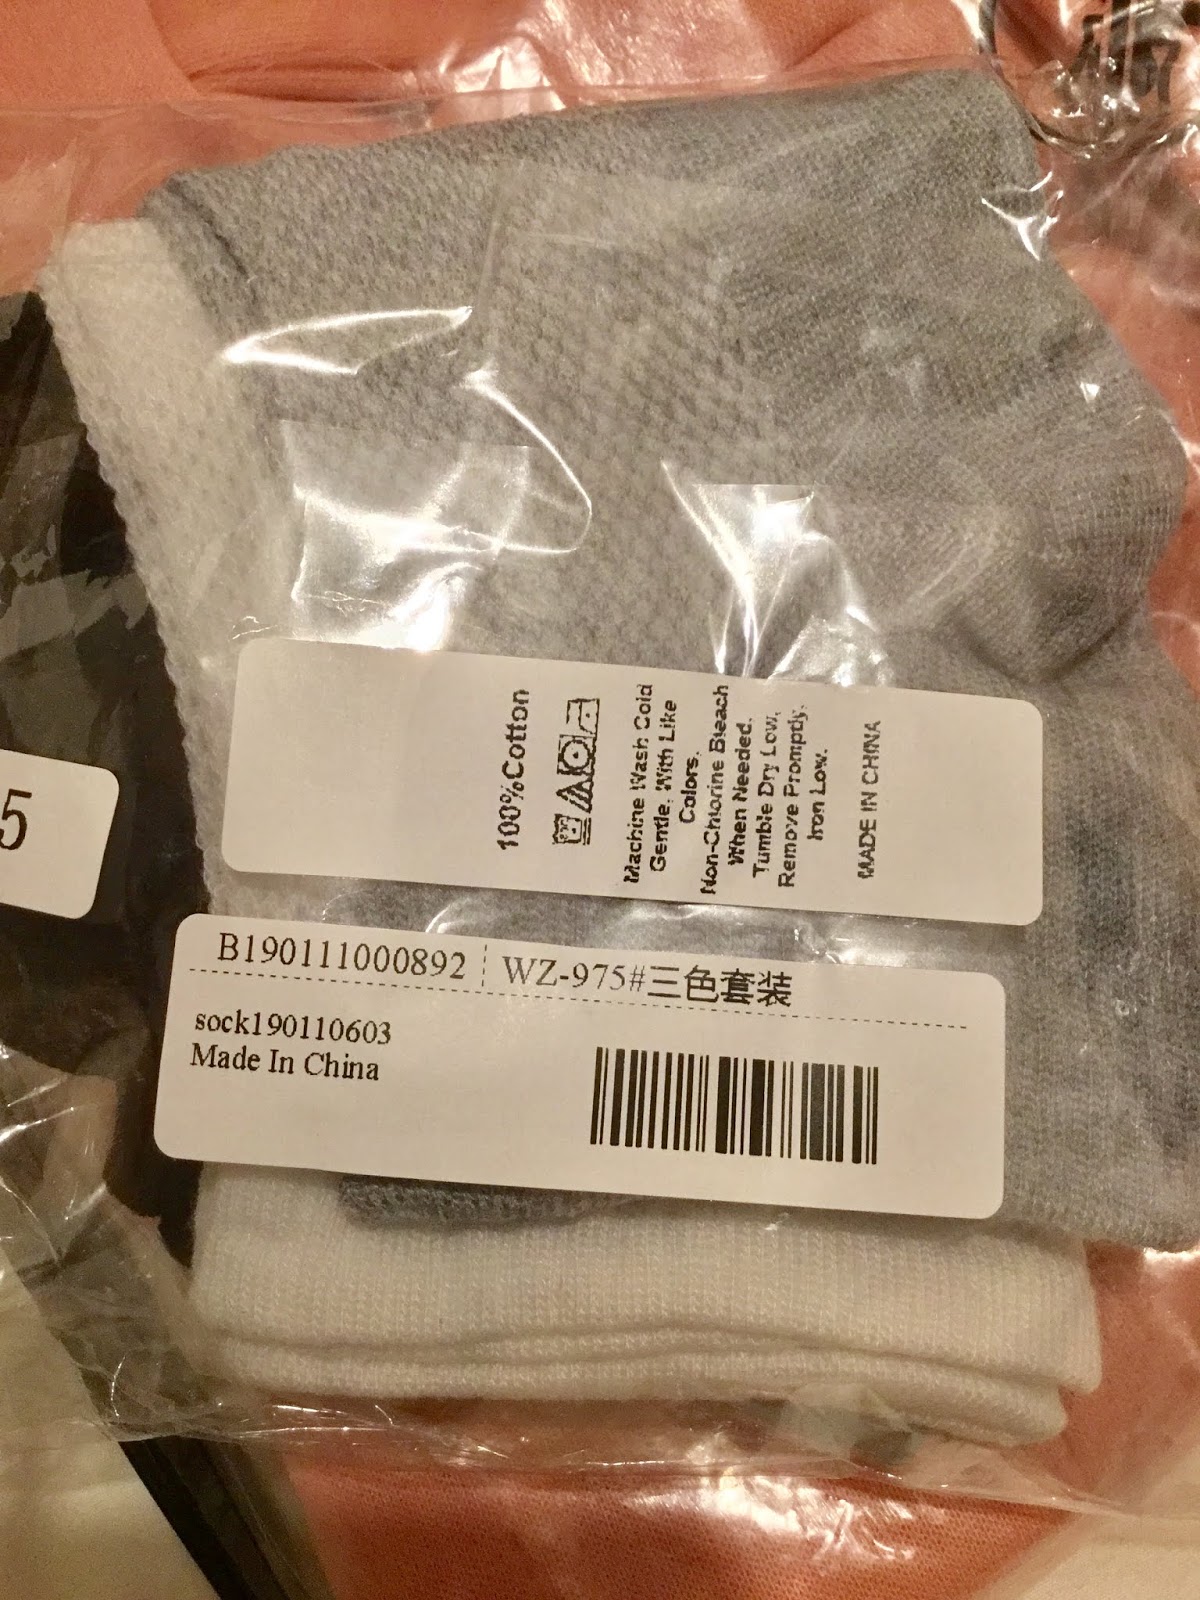 5
100%Cotton
Machine Wash Cold
Gentle. With Like
Colors.
Non-Chlorine Bleach
When Needed.
Tumble Dry Low,
Remove Promptly.
Iron Low.
MADE IN CHINA
B190111000892 WZ-975#三色套装
sock190110603
Made In China